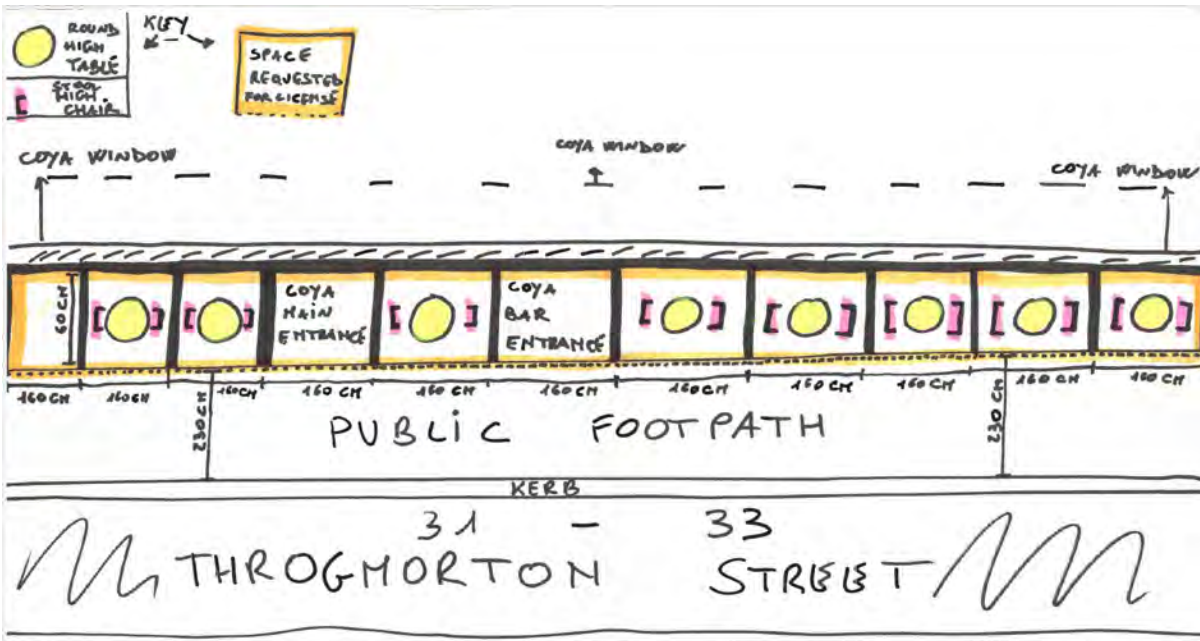 ROUND
HIGH
TABLE
KEY
STOOL
HIGH
CHAIR
SPACE
REQUESTED
FOR LICENSE
COYA WINDOW
COYA WINDOW
COYA WINDOW
60 CM
COYA
MAIN
ENTRANCE
COYA
BAR
ENTRANCE
160 CM 160 CM 160 CM 160 CM 160 CM 160 CM 160 CM 160 CM 160 CM 160 CM 160 CM
230 CM
PUBLIC FOOTPATH
230 CM
KERB
31 - 33
THROGMORTON STREET